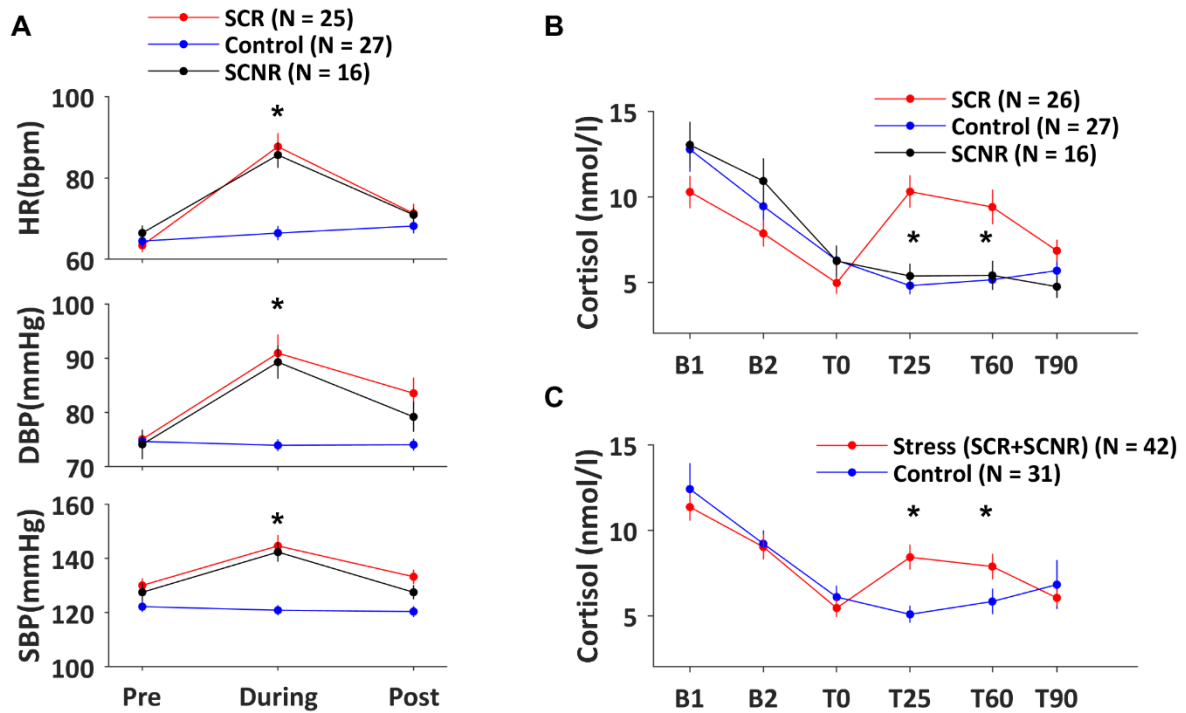 A
SCR (N = 25)
Control (N = 27)
SCNR (N = 16)
100
*
80
60
HR(bpm)
100
*
90
80
70
DBP(mmHg)
160
*
140
120
100
SBP(mmHg)
Pre During Post
B
SCR (N = 26)
Control (N = 27)
SCNR (N = 16)
15
10
5
* *
Cortisol (nmol/l)
B1 B2 T0 T25 T60 T90
C
Stress (SCR+SCNR) (N = 42)
Control (N = 31)
15
* *
10
5
Cortisol (nmol/l)
B1 B2 T0 T25 T60 T90